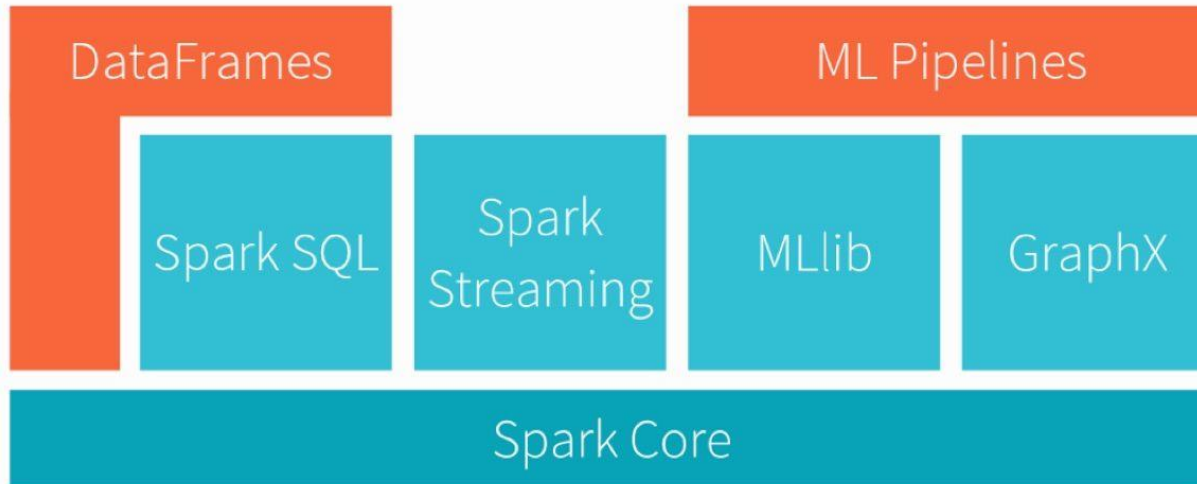 DataFrames
ML Pipelines
Spark SQL
Spark
Streaming
MLlib
GraphX
Spark Core